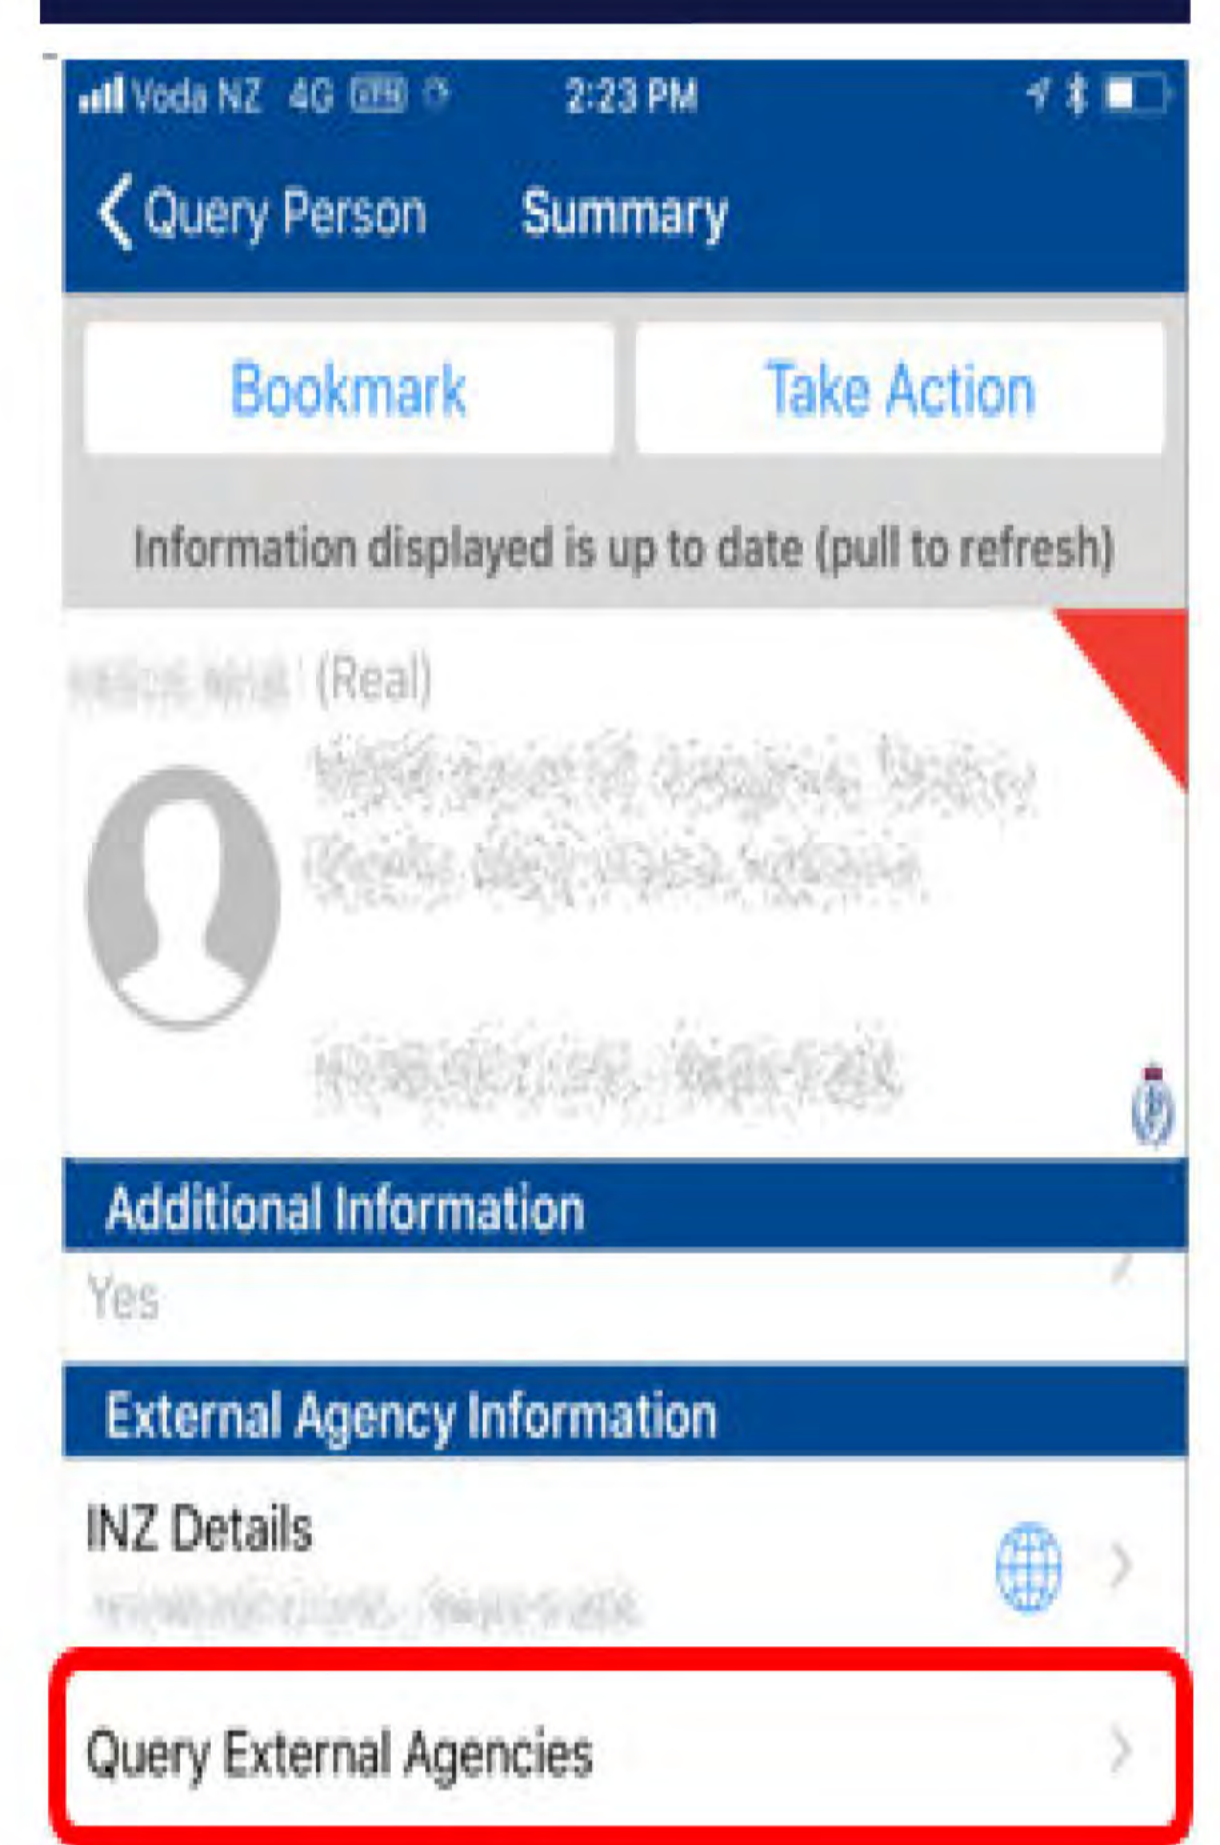 Voda NZ 4G VPN 2:23 PM
Query Person Summary
Bookmark Take Action
Information displayed is up to date (pull to refresh)
(Real)
Additional Information
Yes
External Agency Information
INZ Details
Query External Agencies